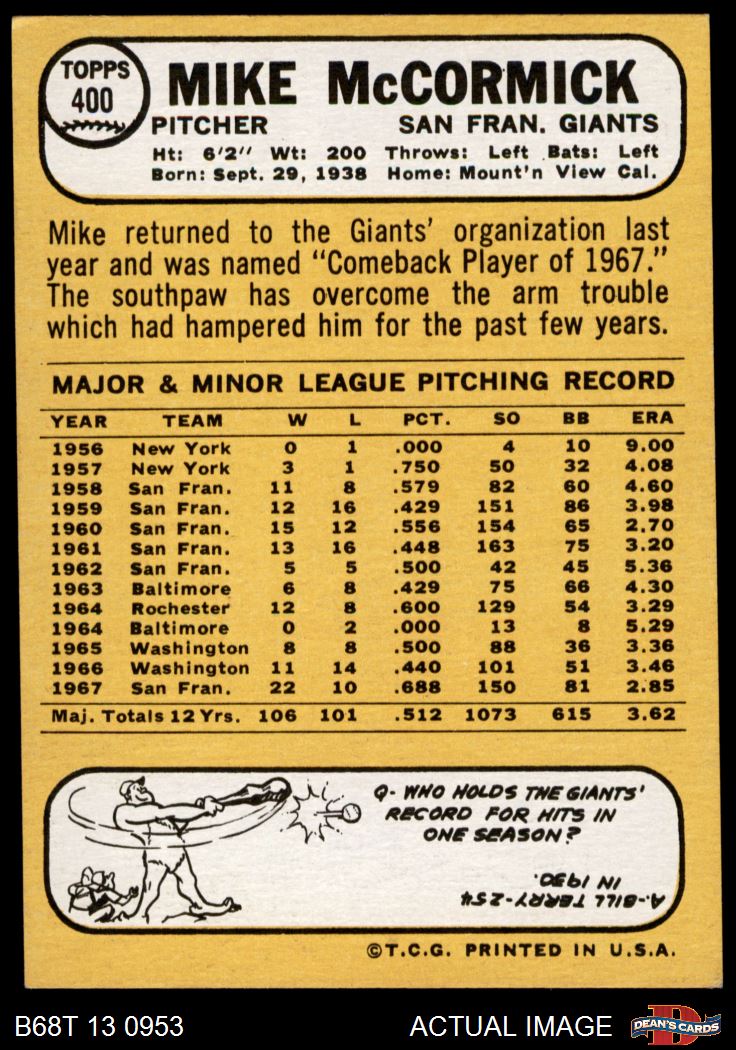 TOPPS
400
MIKE McCORMICK
PITCHER SAN FRAN. GIANTS
Ht: 6'2" Wt: 200 Throws: Left Bats: Left
Born: Sept. 29, 1938 Home: Mount'n View Cal.
Mike returned to the Giants' organization last
year and was named "Comeback Player of 1967."
The southpaw has overcome the arm trouble
which had hampered him for the past few years.
MAJOR & MINOR LEAGUE PITCHING RECORD
YEAR TEAM W L PCT. SO BB ERA
1956 New York 0 1 .000 4 10 9.00
1957 New York 3 1 .750 50 32 4.08
1958 San Fran. 11 8 .579 82 60 4.60
1959 San Fran. 12 16 .429 151 86 3.98
1960 San Fran. 15 12 .556 154 65 2.70
1961 San Fran. 13 16 .448 163 75 3.20
1962 San Fran. 5 5 .500 42 45 5.36
1963 Baltimore 6 8 .429 75 66 4.30
1964 Rochester 12 8 .600 129 54 3.29
1964 Baltimore 0 2 .000 13 8 5.29
1965 Washington 8 8 .500 88 36 3.36
1966 Washington 11 14 .440 101 51 3.46
1967 San Fran. 22 10 .688 150 81 2.85
Maj. Totals 12 Yrs. 106 101 .512 1073 615 3.62
Q- WHO HOLDS THE GIANTS'
RECORD FOR HITS IN
ONE SEASON?
A-BILL TERRY-254
IN 1930.
©T.C.G. PRINTED IN U.S.A.
B68T 13 0953 ACTUAL IMAGE DEAN'S CARDS